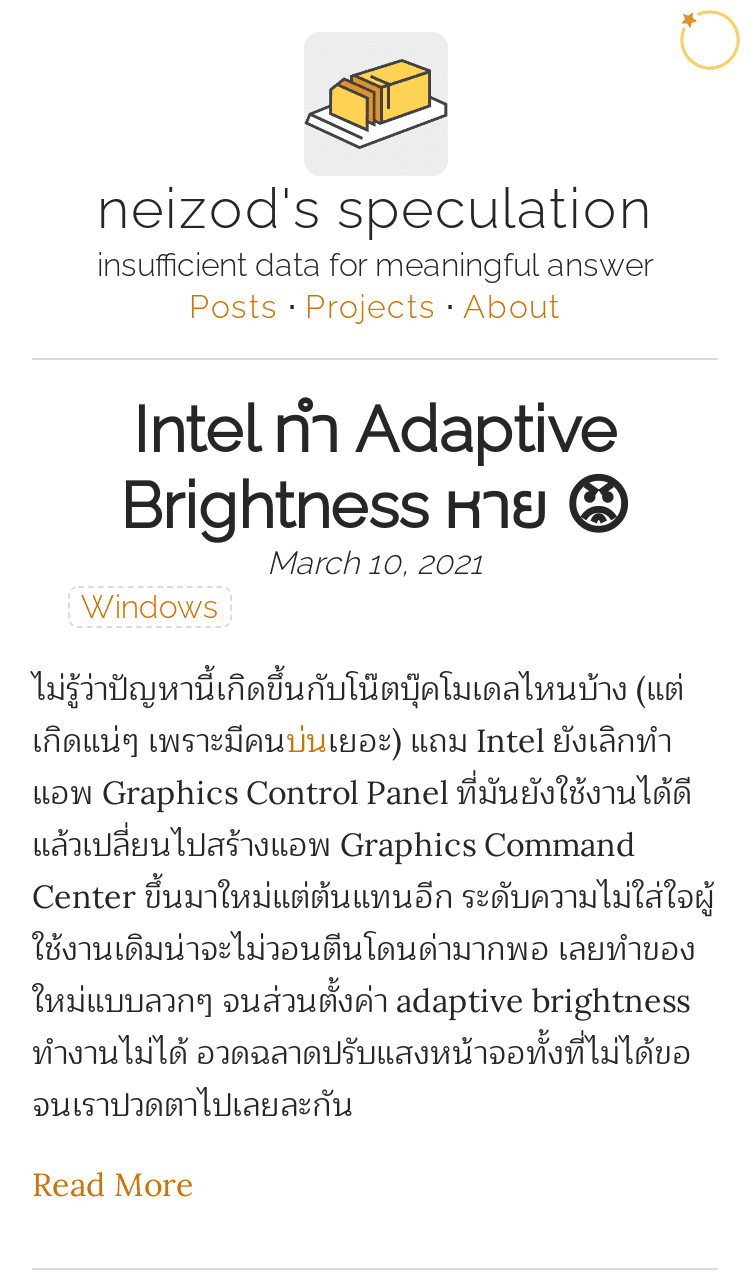 neizod's speculation
insufficient data for meaningful answer
Posts · Projects · About
Intel ทำ Adaptive
Brightness หาย 😡
March 10, 2021
Windows
ไม่รู้ว่าปัญหานี้เกิดขึ้นกับโน๊ตบุ๊คโมเดลไหนบ้าง (แต่
เกิดแน่ๆ เพราะมีคนบ่นเยอะ) แถม Intel ยังเลิกทำ
แอพ Graphics Control Panel ที่มันยังใช้งานได้ดี
แล้วเปลี่ยนไปสร้างแอพ Graphics Command
Center ขึ้นมาใหม่แต่ต้นแทนอีก ระดับความไม่ใส่ใจผู้
ใช้งานเดิมน่าจะไม่วอนตีนโดนด่ามากพอ เลยทำของ
ใหม่แบบลวกๆ จนส่วนตั้งค่า adaptive brightness
ทำงานไม่ได้ อวดฉลาดปรับแสงหน้าจอทั้งที่ไม่ได้ขอ
จนเราปวดตาไปเลยละกัน
Read More